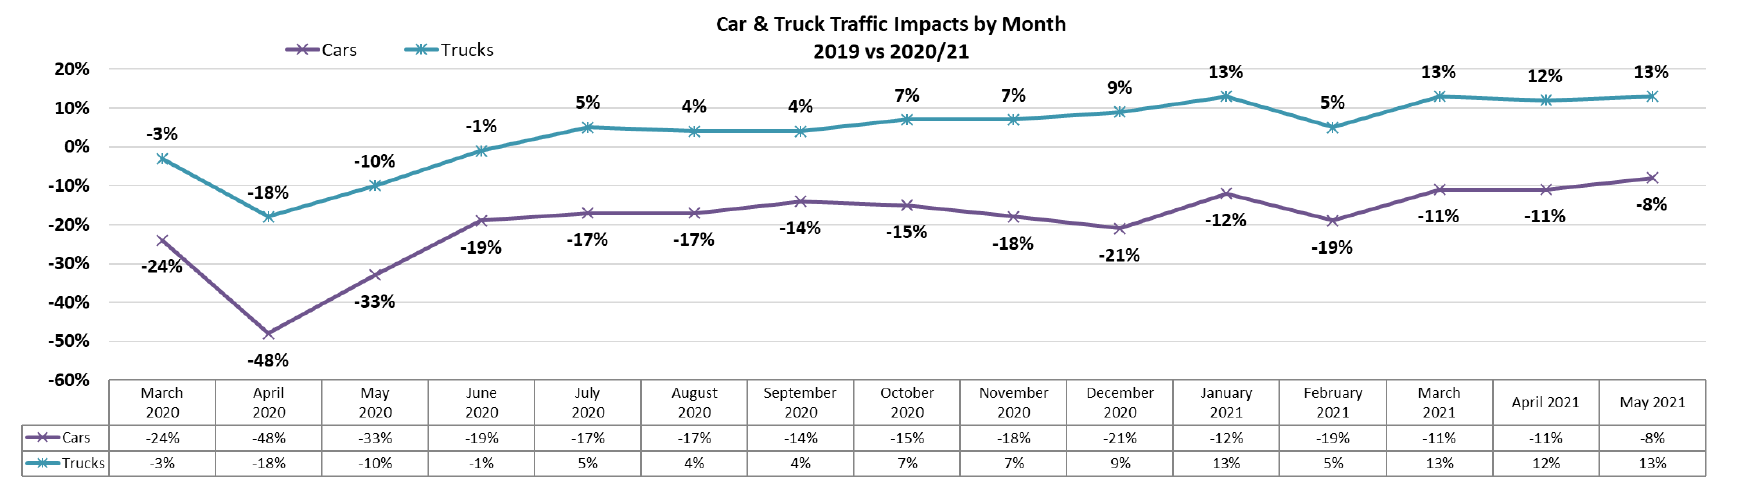 Car & Truck Traffic Impacts by Month
2019 vs 2020/21
Cars Trucks
20%
10%
0%
-10%
-20%
-30%
-40%
-50%
-60%
-3% -18% -10% -1% 5% 4% 4% 7% 7% 9% 13% 5% 13% 12% 13%
-24% -48% -33% -19% -17% -17% -14% -15% -18% -21% -12% -19% -11% -11% -8%
March 2020 April 2020 May 2020 June 2020 July 2020 August 2020 September 2020 October 2020 November 2020 December 2020 January 2021 February 2021 March 2021 April 2021 May 2021
Cars -24% -48% -33% -19% -17% -17% -14% -15% -18% -21% -12% -19% -11% -11% -8%
Trucks -3% -18% -10% -1% 5% 4% 4% 7% 7% 9% 13% 5% 13% 12% 13%